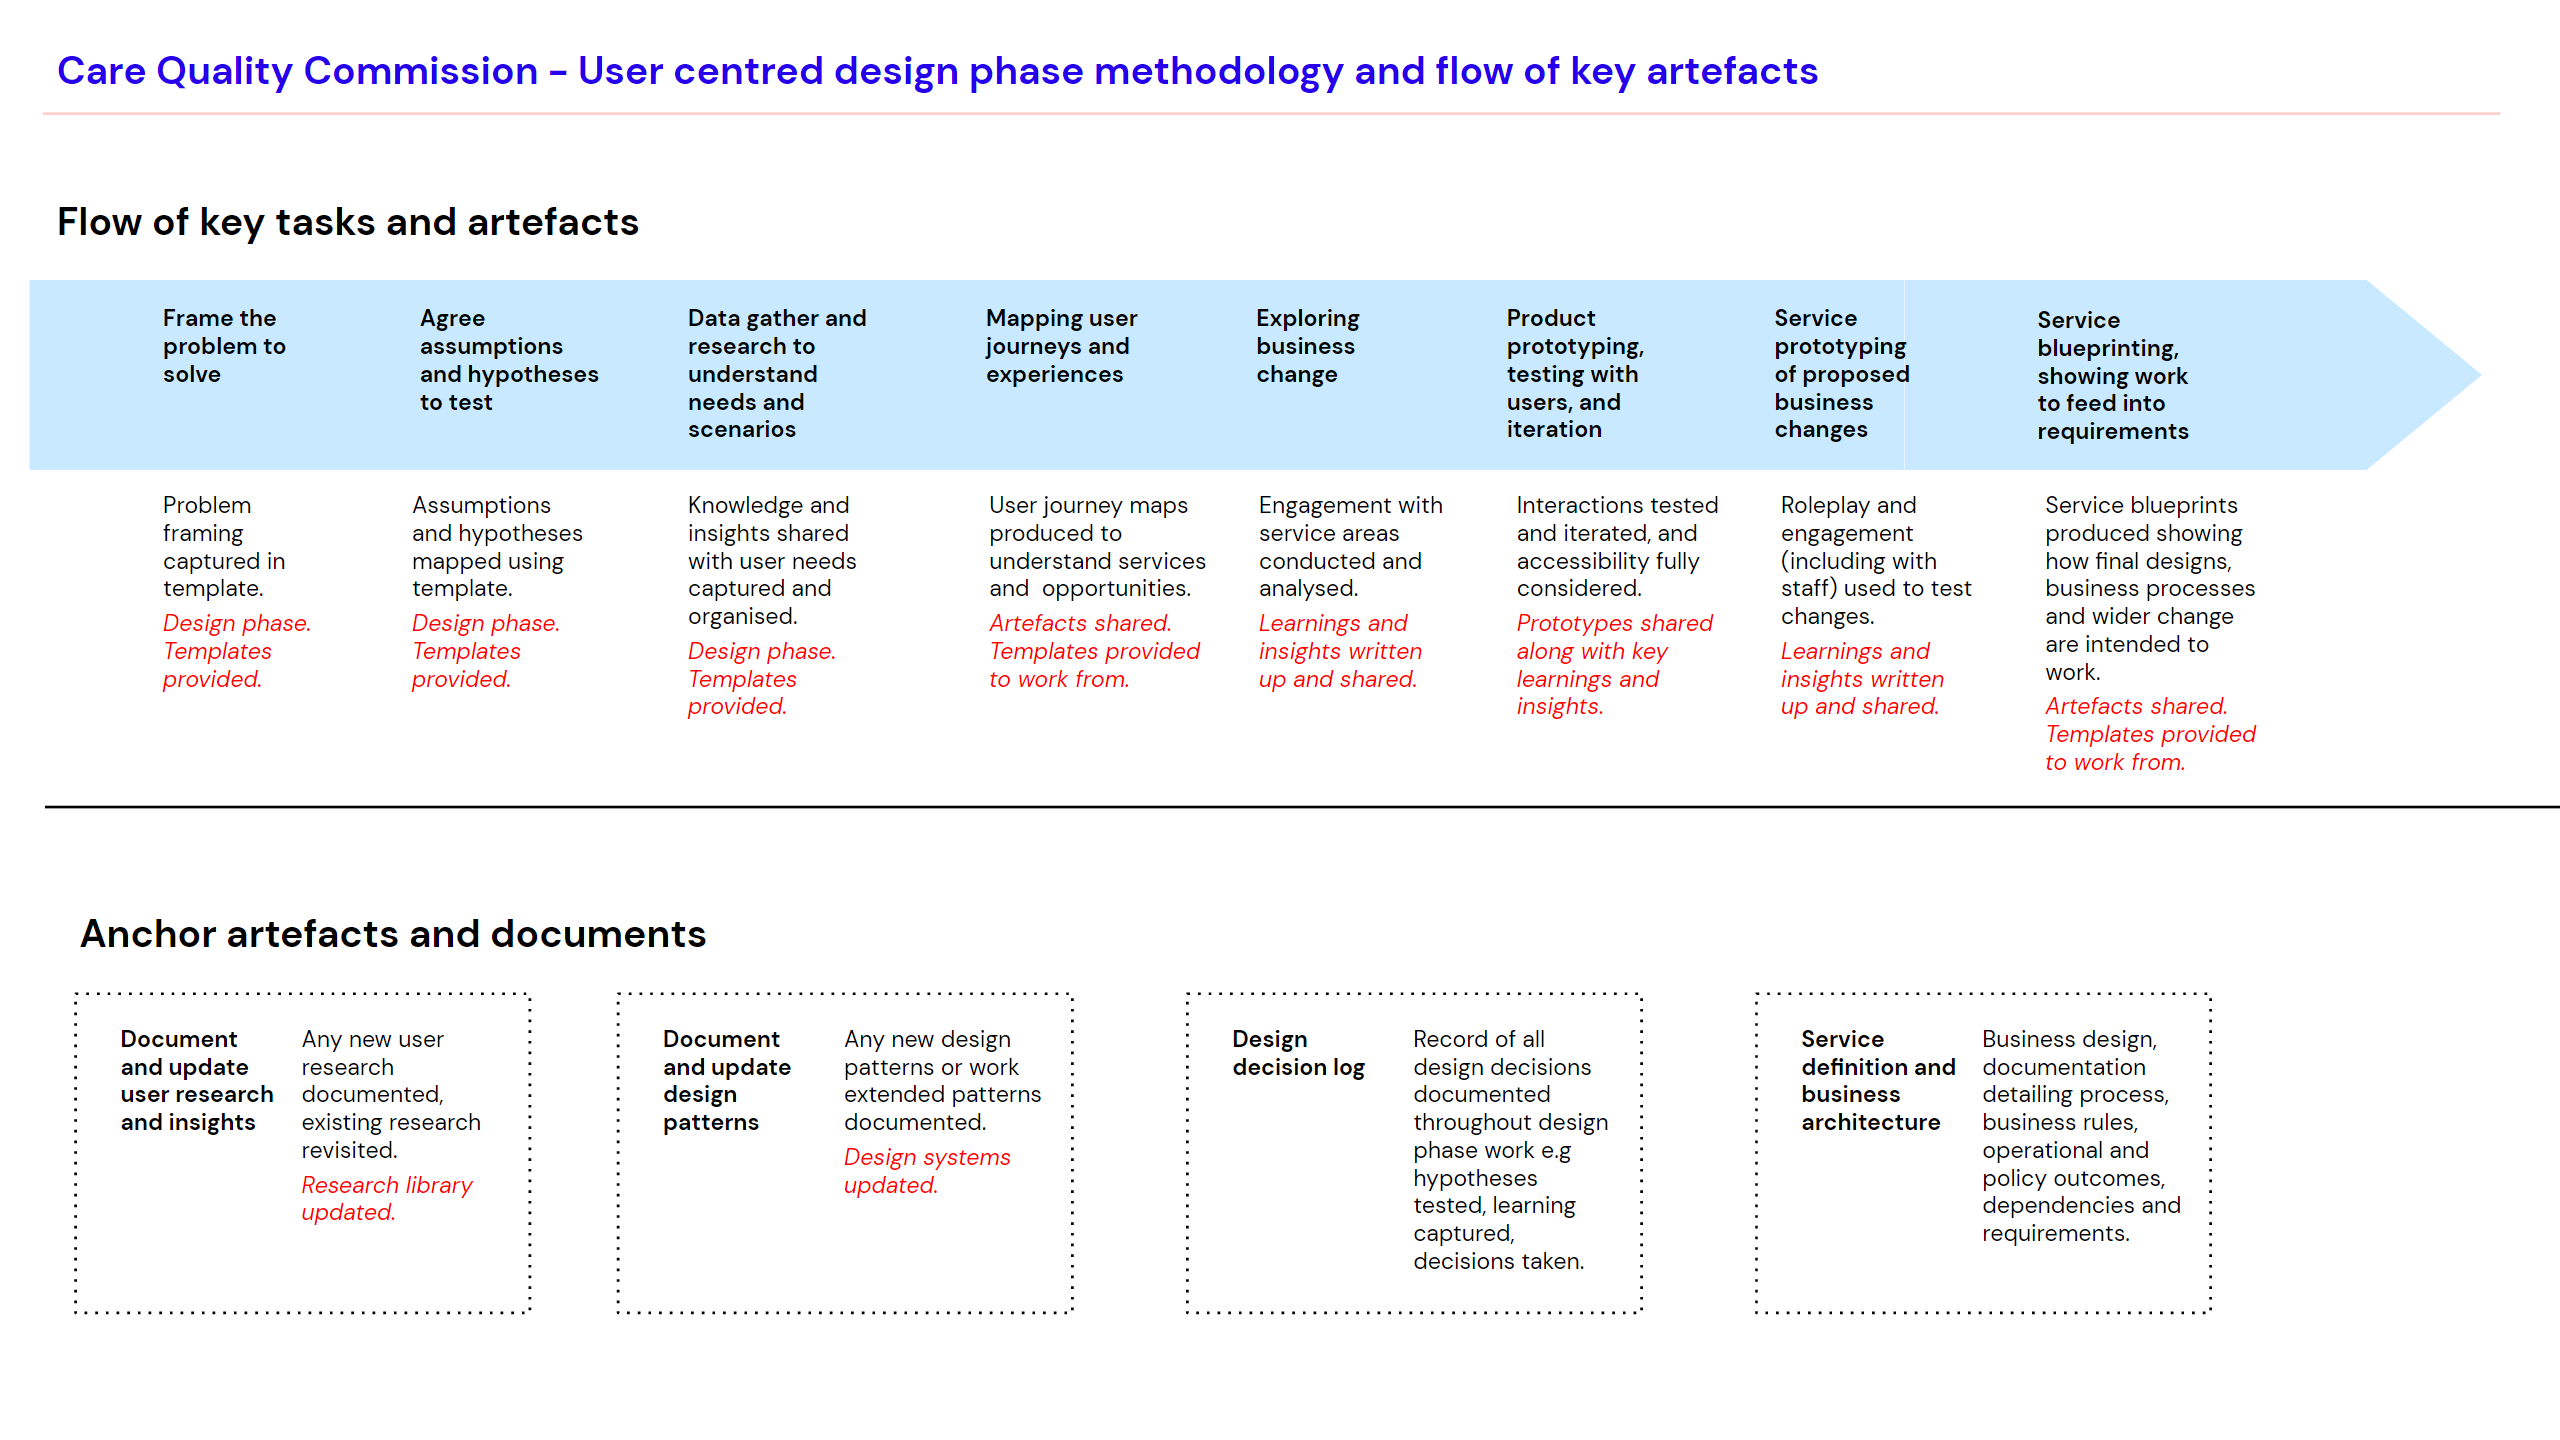 Care Quality Commission – User centred design phase methodology and flow of key artefacts
Flow of key tasks and artefacts
Frame the
problem to
solve
Agree
assumptions
and hypotheses
to test
Data gather and
research to
understand
needs and
scenarios
Mapping user
journeys and
experiences
Exploring
business
change
Product
prototyping,
testing with
users, and
iteration
Service
prototyping
of proposed
business
changes
Service
blueprinting,
showing work
to feed into
requirements
Problem
framing
captured in
template.
Design phase.
Templates
provided.
Assumptions
and hypotheses
mapped using
template.
Design phase.
Templates
provided.
Knowledge and
insights shared
with user needs
captured and
organised.
Design phase.
Templates
provided.
User journey maps
produced to
understand services
and  opportunities.
Artefacts shared.
Templates provided
to work from.
Engagement with
service areas
conducted and
analysed.
Learnings and
insights written
up and shared.
Interactions tested
and iterated, and
accessibility fully
considered.
Prototypes shared
along with key
learnings and
insights.
Roleplay and
engagement
(including with
staff) used to test
changes.
Learnings and
insights written
up and shared.
Service blueprints
produced showing
how final designs,
business processes
and wider change
are intended to
work.
Artefacts shared.
Templates provided
to work from.
Anchor artefacts and documents
Document
and update
user research
and insights
Any new user
research
documented,
existing research
revisited.
Research library
updated.
Document
and update
design
patterns
Any new design
patterns or work
extended patterns
documented.
Design systems
updated.
Design
decision log
Record of all
design decisions
documented
throughout design
phase work e.g
hypotheses
tested, learning
captured,
decisions taken.
Service
definition and
business
architecture
Business design,
documentation
detailing process,
business rules,
operational and
policy outcomes,
dependencies and
requirements.